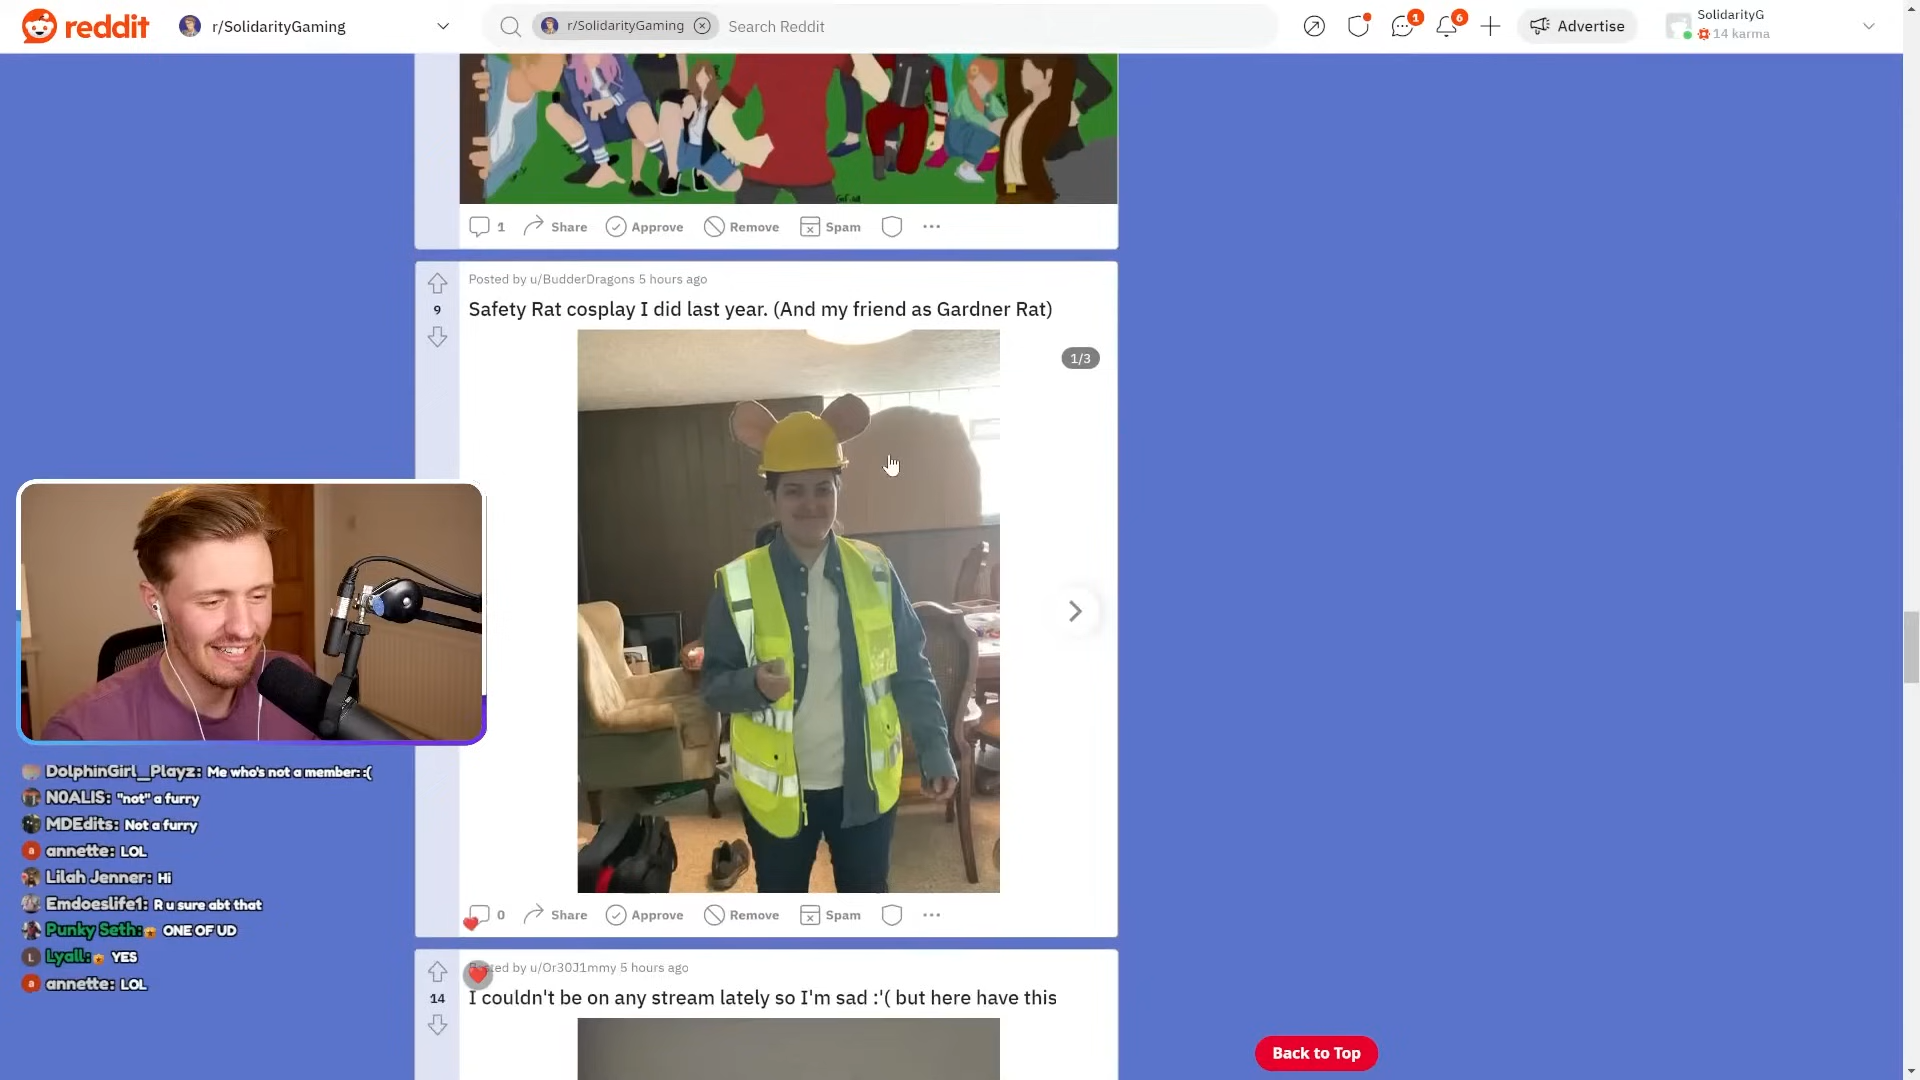 reddit
r/SolidarityGaming
r/SolidarityGaming
Search Reddit
1
6
Advertise
SolidarityG
14 karma
1
Share
Approve
Remove
Spam
Posted by u/BudderDragons 5 hours ago
9
Safety Rat cosplay I did last year. (And my friend as Gardner Rat)
1/3
DolphinGirl_Playz: Me who's not a member: :(
N0ALIS: "not" a furry
MDEdits: Not a furry
a annette: LOL
Lilah Jenner: Hi
Emdoeslife1: R u sure abt that
Punky Seth: ONE OF UD
L Lyall: YES
a annette: LOL
0
Share
Approve
Remove
Spam
Posted by u/Or30J1mmy 5 hours ago
14
I couldn't be on any stream lately so I'm sad :'( but here have this
Back to Top